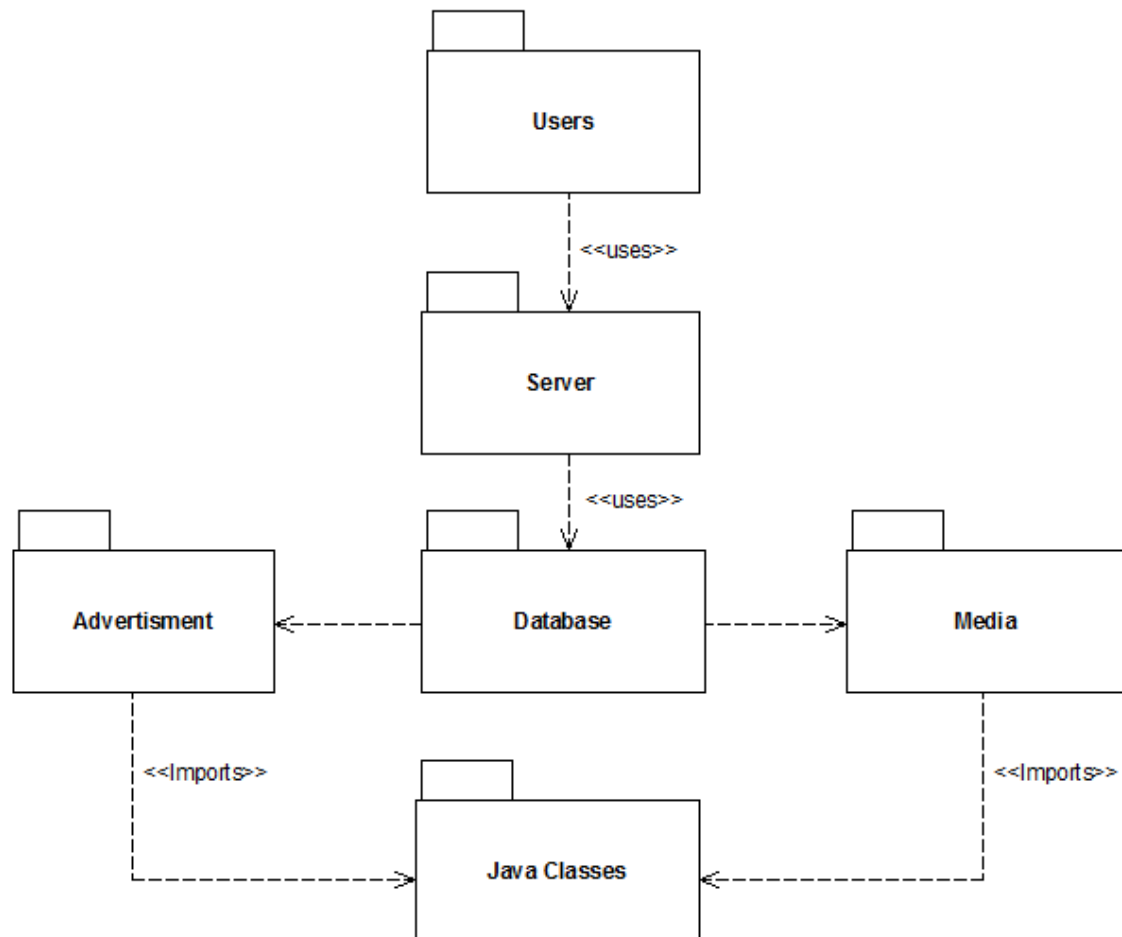 Users
<<uses>>
Server
<<uses>>
Advertisment
Database
Media
<<Imports>>
<<Imports>>
Java Classes